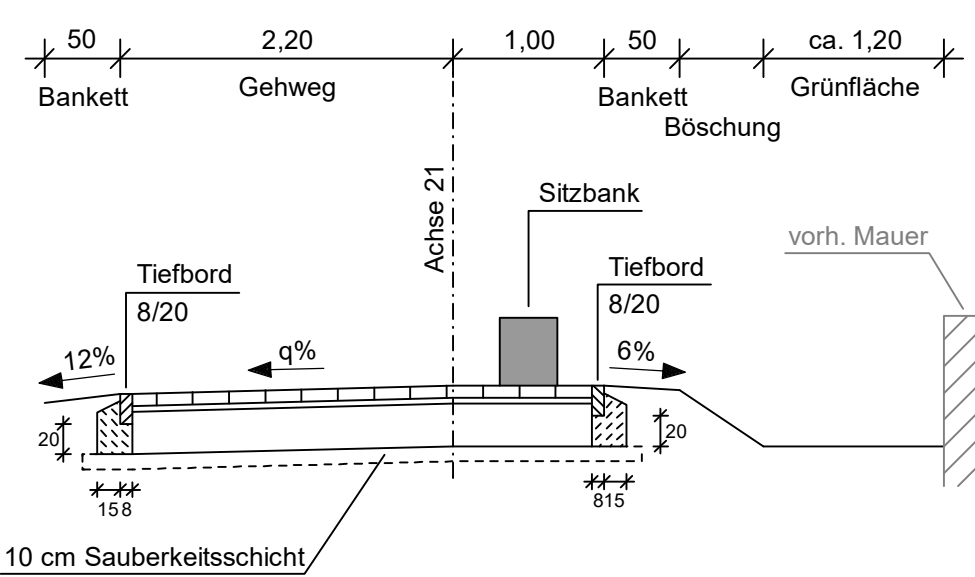 50 2,20 1,00 50 ca. 1,20
Bankett Gehweg Bankett Grünfläche
Böschung
Achse 21
Sitzbank
vorh. Mauer
Tiefbord
8/20
Tiefbord
8/20
12% q% 6%
20 20
15 8 8 15
10 cm Sauberkeitsschicht